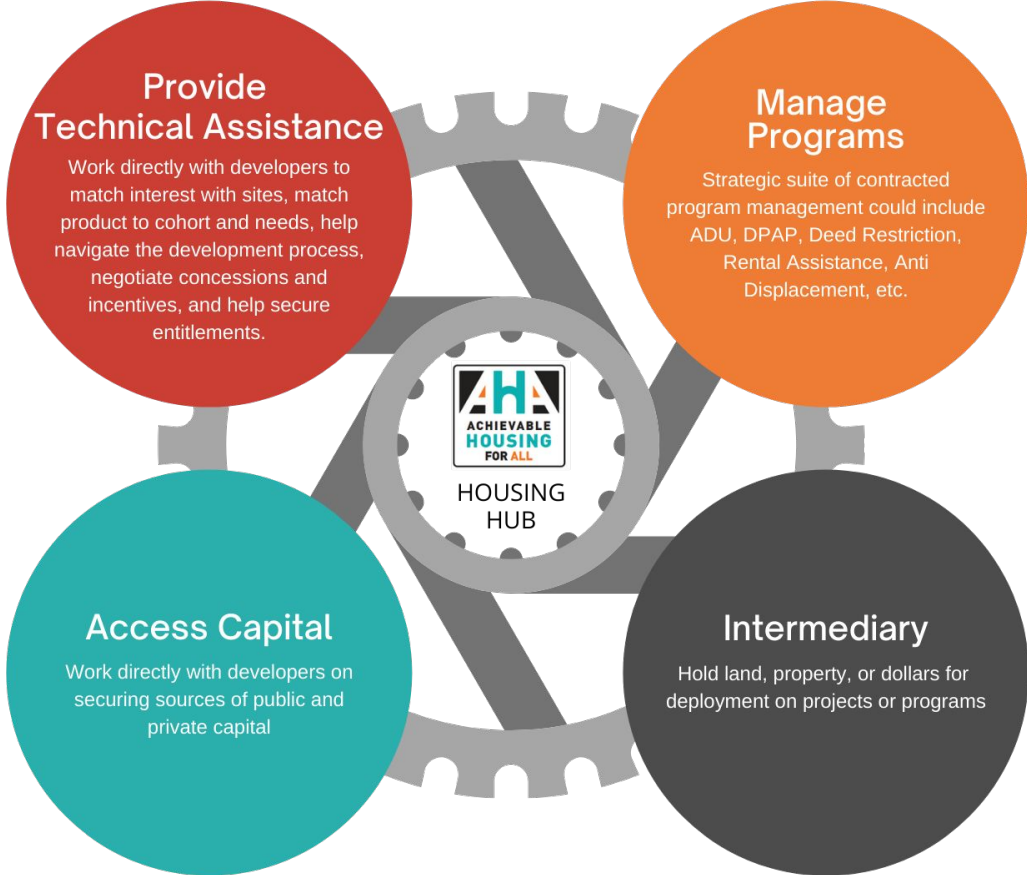 Provide
Technical Assistance
Work directly with developers to
match interest with sites, match
product to cohort and needs, help
navigate the development process,
negotiate concessions and
incentives, and help secure
entitlements.
Manage
Programs
Strategic suite of contracted
program management could include
ADU, DPAP, Deed Restriction,
Rental Assistance, Anti
Displacement, etc.
AHA
ACHIEVABLE
HOUSING
FOR ALL
HOUSING
HUB
Access Capital
Work directly with developers on
securing sources of public and
private capital
Intermediary
Hold land, property, or dollars for
deployment on projects or programs